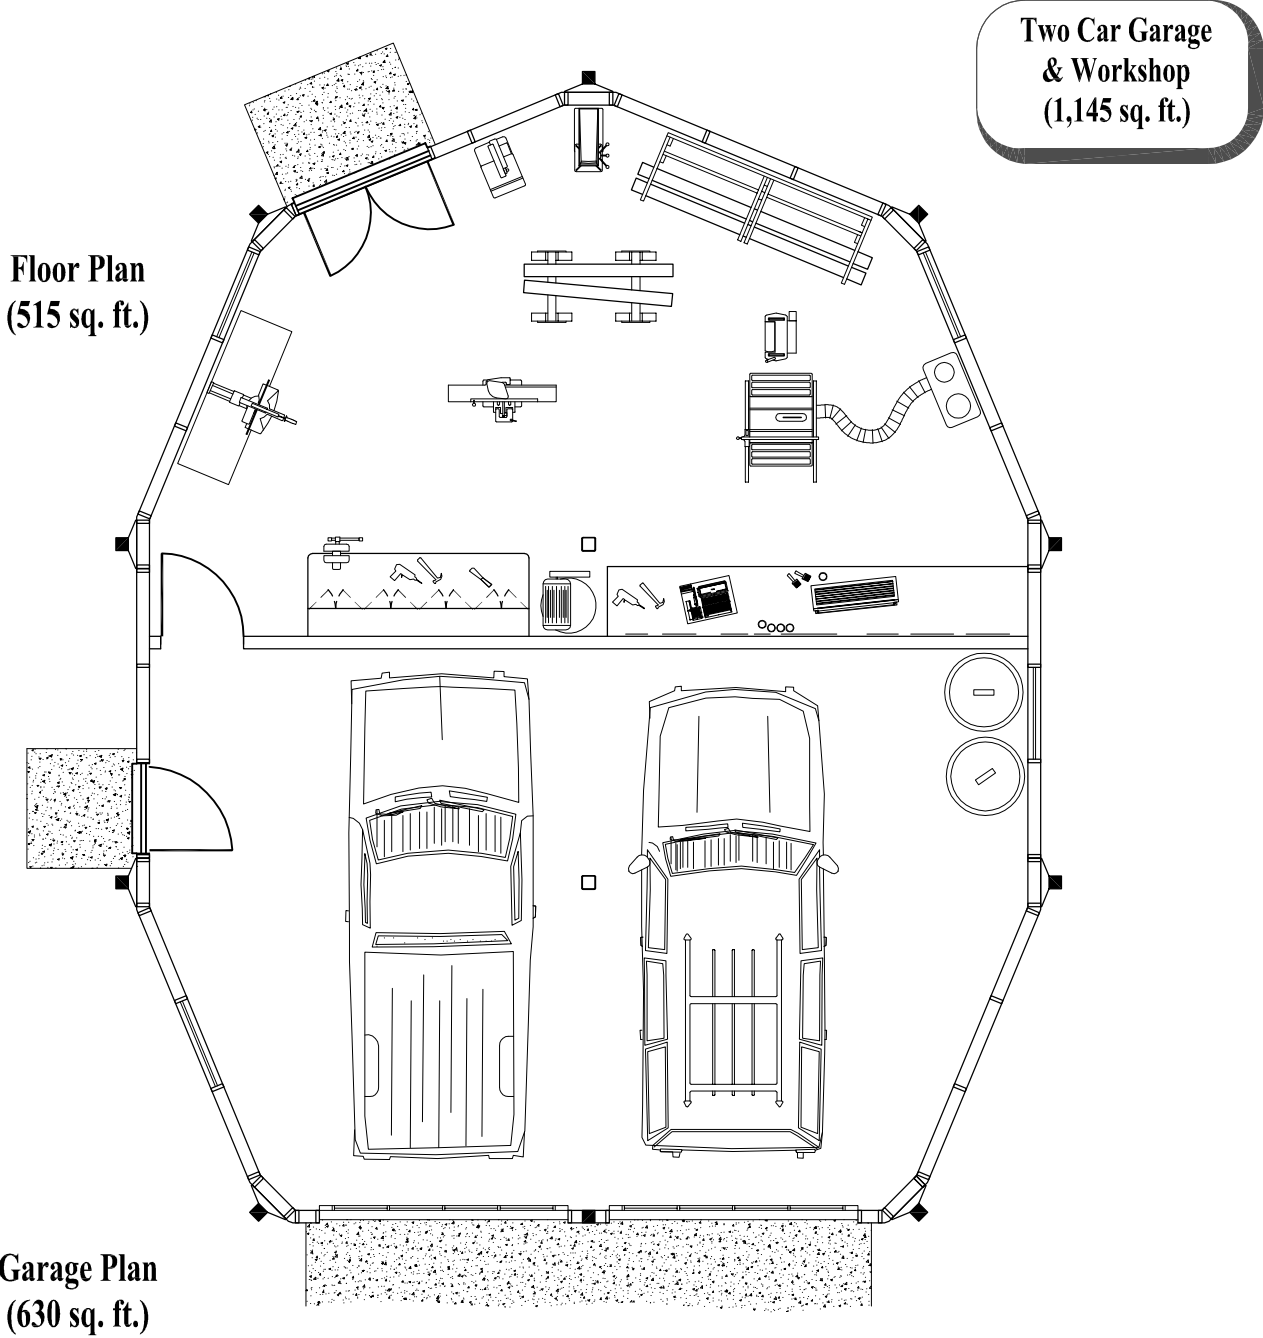 Two Car Garage
& Workshop
(1,145 sq. ft.)
Floor Plan
(515 sq. ft.)
Garage Plan
(630 sq. ft.)